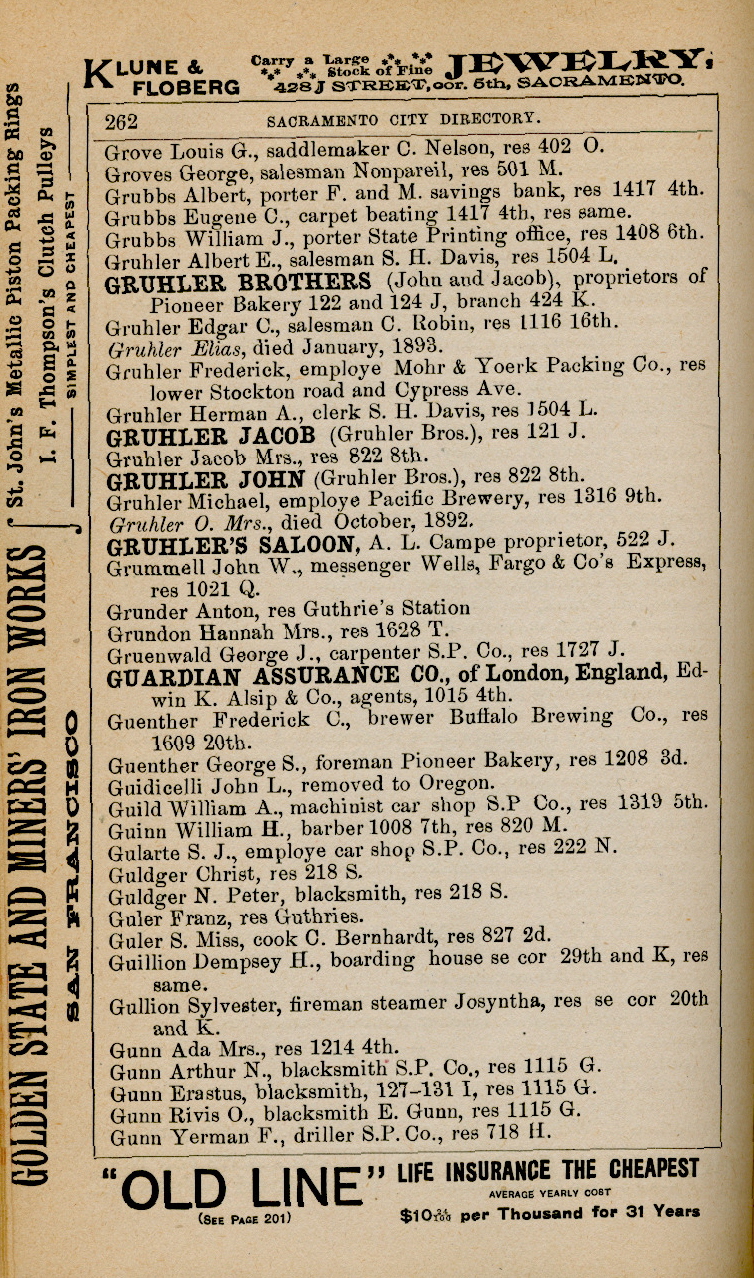 KLUNE & FLOBERG Carry a Large Stock of Fine JEWELRY,
428 J STREET, cor. 5th, SACRAMENTO.
262 SACRAMENTO CITY DIRECTORY.
Grove Louis G., saddlemaker C. Nelson, res 402 O.
Groves George, salesman Nonpareil, res 501 M.
Grubbs Albert, porter F. and M. savings bank, res 1417 4th.
Grubbs Eugene C., carpet beating 1417 4th, res same.
Grubbs William J., porter State Printing office, res 1408 6th.
Gruhler Albert E., salesman S. H. Davis, res 1504 L.
GRUHLER BROTHERS (John and Jacob), proprietors of
Pioneer Bakery 122 and 124 J, branch 424 K.
Gruhler Edgar C., salesman C. Robin, res 1116 16th.
Gruhler Elias, died January, 1893.
Gruhler Frederick, employe Mohr & Yoerk Packing Co., res
lower Stockton road and Cypress Ave.
Gruhler Herman A., clerk S. H. Davis, res 1504 L.
GRUHLER JACOB (Gruhler Bros.), res 121 J.
Gruhler Jacob Mrs., res 822 8th.
GRUHLER JOHN (Gruhler Bros.), res 822 8th.
Gruhler Michael, employe Pacific Brewery, res 1316 9th.
Gruhler O. Mrs., died October, 1892.
GRUHLER'S SALOON, A. L. Campe proprietor, 522 J.
Grummell John W., messenger Wells, Fargo & Co's Express,
res 1021 Q.
Grunder Anton, res Guthrie's Station
Grundon Hannah Mrs., res 1628 T.
Gruenwald George J., carpenter S.P. Co., res 1727 J.
GUARDIAN ASSURANCE CO., of London, England, Ed-
win K. Alsip & Co., agents, 1015 4th.
Guenther Frederick C., brewer Buffalo Brewing Co., res
1609 20th.
Guenther George S., foreman Pioneer Bakery, res 1208 3d.
Guidicelli John L., removed to Oregon.
Guild William A., machinist car shop S.P Co., res 1319 5th.
Guinn William H., barber 1008 7th, res 820 M.
Gularte S. J., employe car shop S.P. Co., res 222 N.
Guldger Christ, res 218 S.
Guldger N. Peter, blacksmith, res 218 S.
Guler Franz, res Guthries.
Guler S. Miss, cook C. Bernhardt, res 827 2d.
Guillion Dempsey H., boarding house se cor 29th and K, res
same.
Gullion Sylvester, fireman steamer Josyntha, res se cor 20th
and K.
Gunn Ada Mrs., res 1214 4th.
Gunn Arthur N., blacksmith S.P. Co., res 1115 G.
Gunn Erastus, blacksmith, 127-131 I, res 1115 G.
Gunn Rivis O., blacksmith E. Gunn, res 1115 G.
Gunn Yerman F., driller S.P. Co., res 718 H.
"OLD LINE" LIFE INSURANCE THE CHEAPEST
(SEE PAGE 201) AVERAGE YEARLY COST
$10 24/100 per Thousand for 31 Years
GOLDEN STATE AND MINERS' IRON WORKS
SAN FRANCISCO
St. John's Metallic Piston Packing Rings
I. F. Thompson's Clutch Pulleys
SIMPLEST AND CHEAPEST